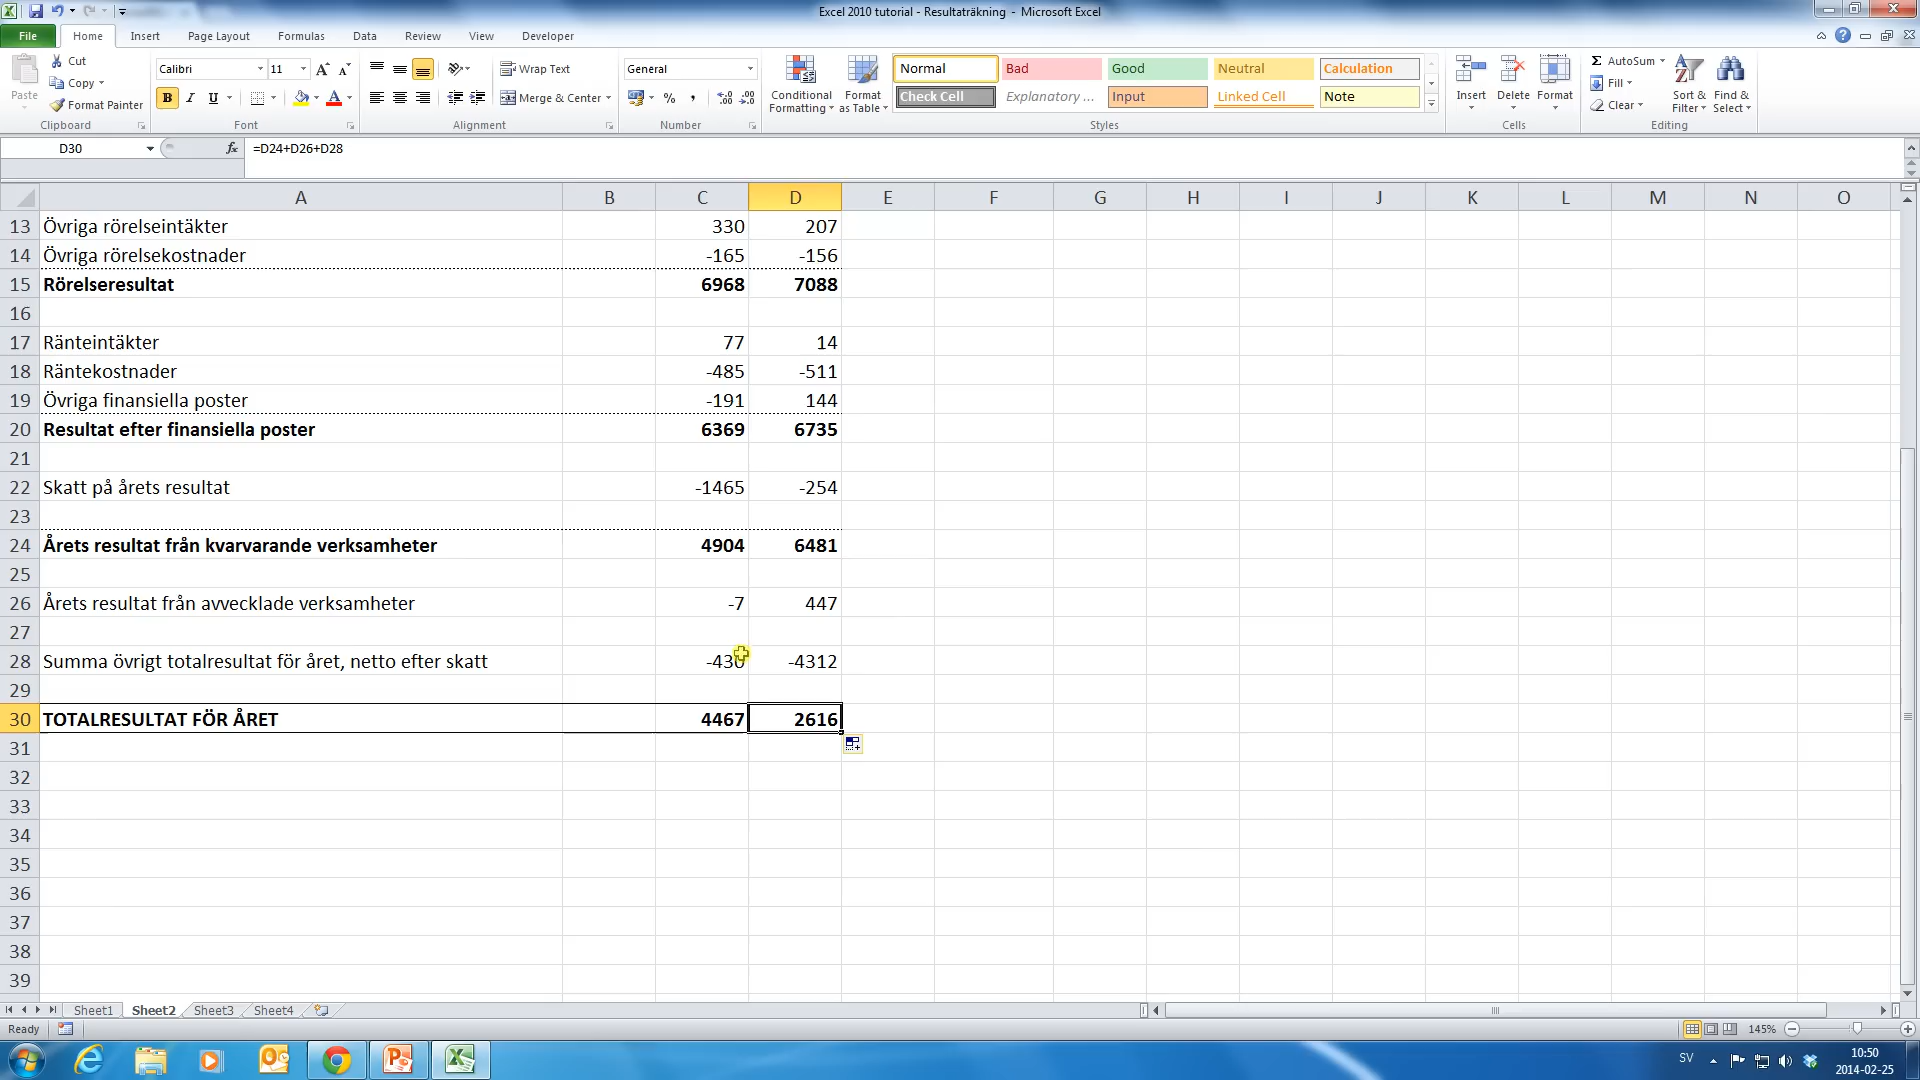 Excel 2010 tutorial - Resultaträkning - Microsoft Excel
File Home Insert Page Layout Formulas Data Review View Developer
Paste Cut Copy Format Painter Clipboard
Calibri 11 B I U Font
Wrap Text Merge & Center Alignment
General % , Number
Conditional Formatting Format as Table
Normal Bad Good Neutral Calculation
Check Cell Explanatory ... Input Linked Cell Note
Styles
Insert Delete Format Cells
AutoSum Fill Clear Sort & Filter Find & Select Editing
D30 fx =D24+D26+D28
A B C D E F G H I J K L M N O
13 Övriga rörelseintäkter 330 207
14 Övriga rörelsekostnader -165 -156
15 Rörelseresultat 6968 7088
16
17 Ränteintäkter 77 14
18 Räntekostnader -485 -511
19 Övriga finansiella poster -191 144
20 Resultat efter finansiella poster 6369 6735
21
22 Skatt på årets resultat -1465 -254
23
24 Årets resultat från kvarvarande verksamheter 4904 6481
25
26 Årets resultat från avvecklade verksamheter -7 447
27
28 Summa övrigt totalresultat för året, netto efter skatt -430 -4312
29
30 TOTALRESULTAT FÖR ÅRET 4467 2616
31
32
33
34
35
36
37
38
39
Sheet1 Sheet2 Sheet3 Sheet4
Ready 145%
SV 10:50
2014-02-25